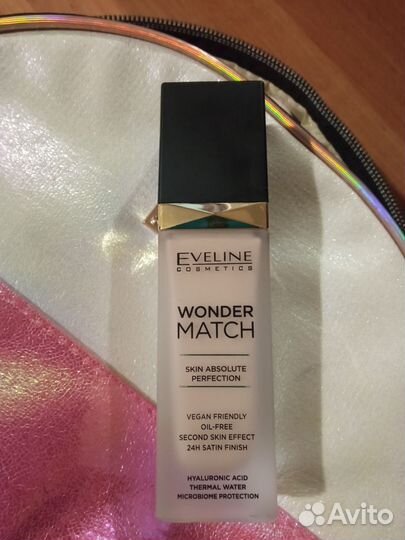 EVELINE
COSMETICS
WONDER
MATCH
SKIN ABSOLUTE
PERFECTION
VEGAN FRIENDLY
OIL-FREE
SECOND SKIN EFFECT
24H SATIN FINISH
HYALURONIC ACID
THERMAL WATER
MICROBIOME PROTECTION
Avito